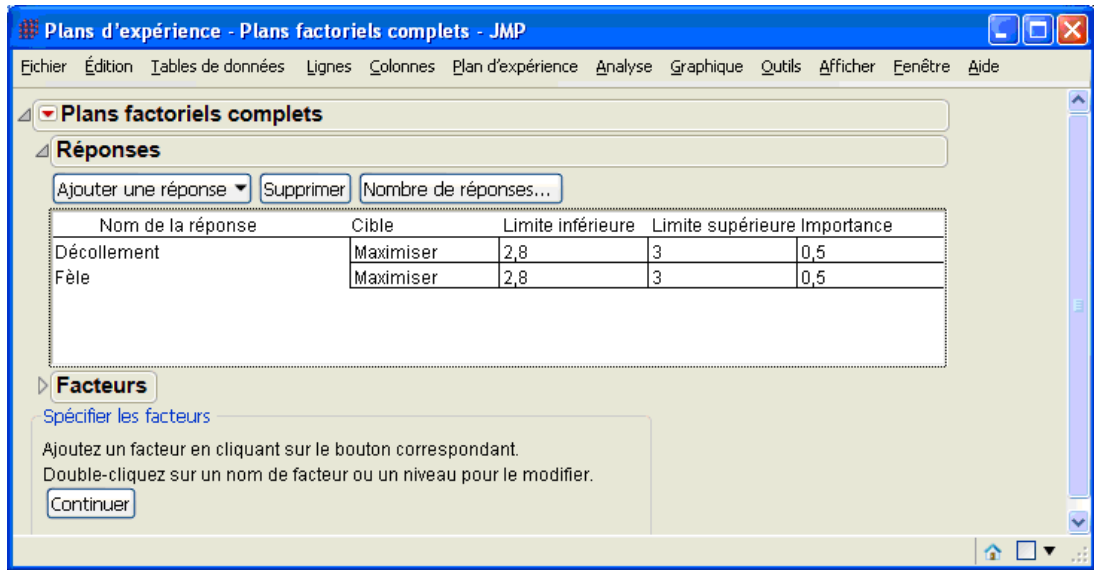 Plans d'expérience - Plans factoriels complets - JMP
Fichier Édition Tables de données Lignes Colonnes Plan d'expérience Analyse Graphique Outils Afficher Fenêtre Aide
Plans factoriels complets
Réponses
Ajouter une réponse Supprimer Nombre de réponses...
Nom de la réponse Cible Limite inférieure Limite supérieure Importance
Décollement Maximiser 2,8 3 0,5
Fèle Maximiser 2,8 3 0,5
Facteurs
Spécifier les facteurs
Ajoutez un facteur en cliquant sur le bouton correspondant.
Double-cliquez sur un nom de facteur ou un niveau pour le modifier.
Continuer